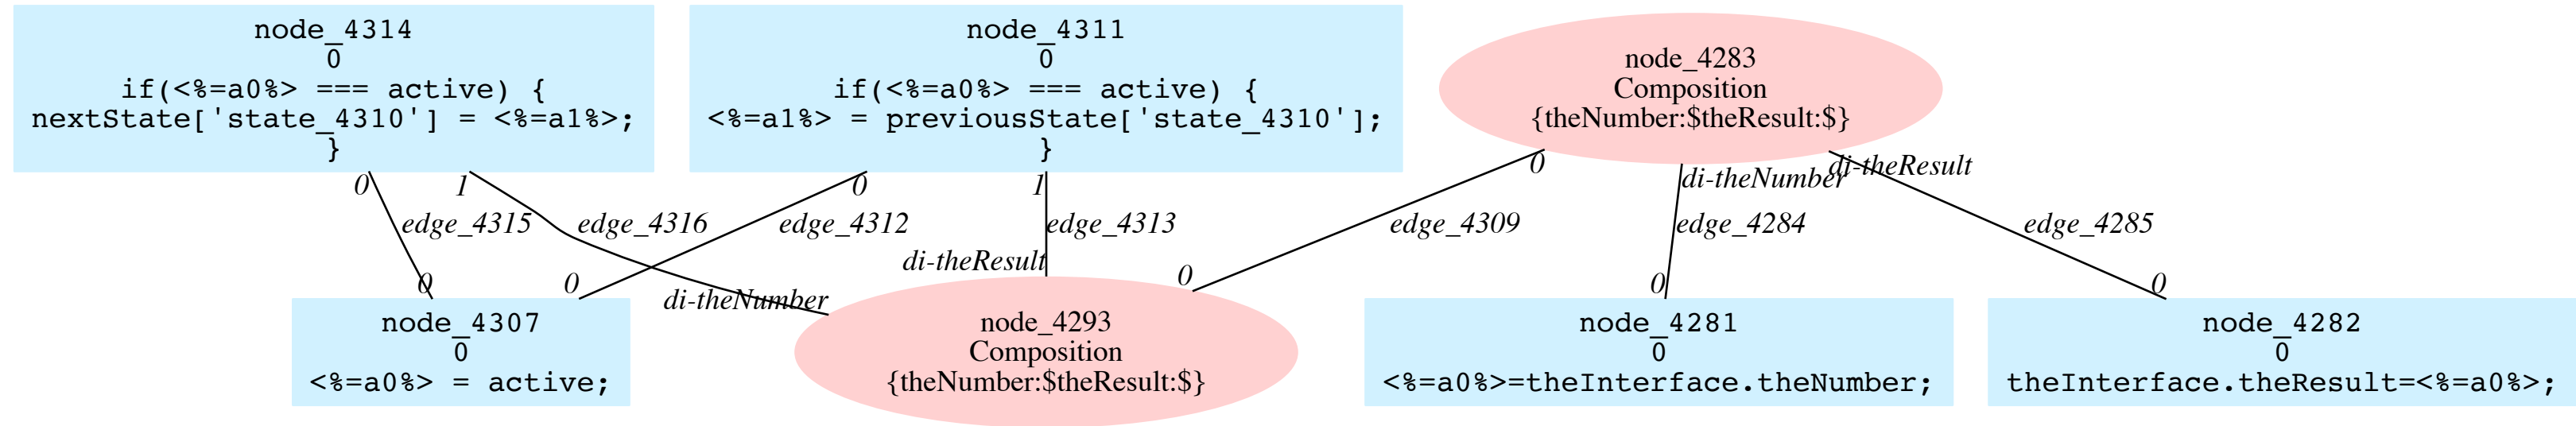 node_4314
0
if(<%=a0%> === active) {
nextState['state_4310'] = <%=a1%>;
}
node_4311
0
if(<%=a0%> === active) {
<%=a1%> = previousState['state_4310'];
}
node_4283
Composition
{theNumber:$theResult:$}
0
1
0
1
0
di-theNumber
di-theResult
edge_4315
edge_4316
edge_4312
edge_4313
edge_4309
edge_4284
edge_4285
0
0
di-theNumber
di-theResult
0
0
0
node_4307
0
<%=a0%> = active;
node_4293
Composition
{theNumber:$theResult:$}
node_4281
0
<%=a0%>=theInterface.theNumber;
node_4282
0
theInterface.theResult=<%=a0%>;